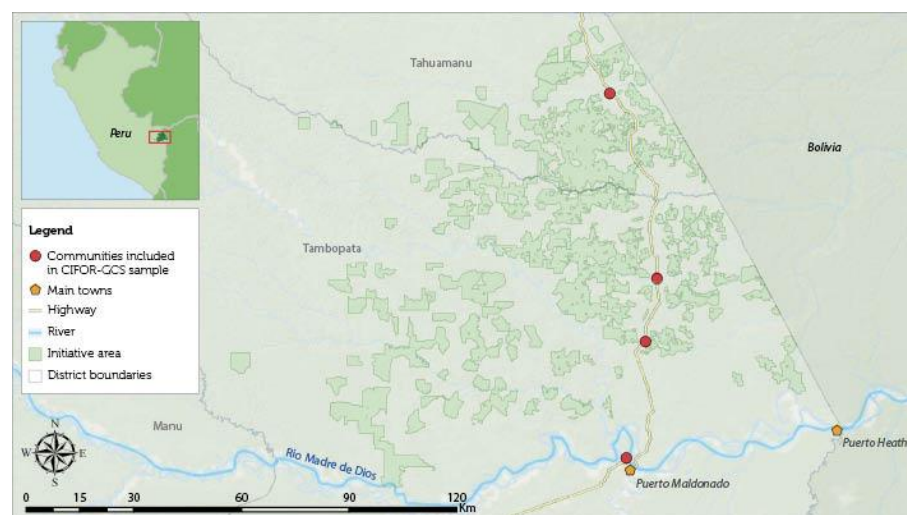 Tahuamanu
Peru
Bolivia
Legend
Communities included
in CIFOR-GCS sample
Main towns
Highway
River
Initiative area
District boundaries
Tambopata
Manu
N
W E
S
Río Madre de Dios
Puerto Heath
Puerto Maldonado
0 15 30 60 90 120
Km